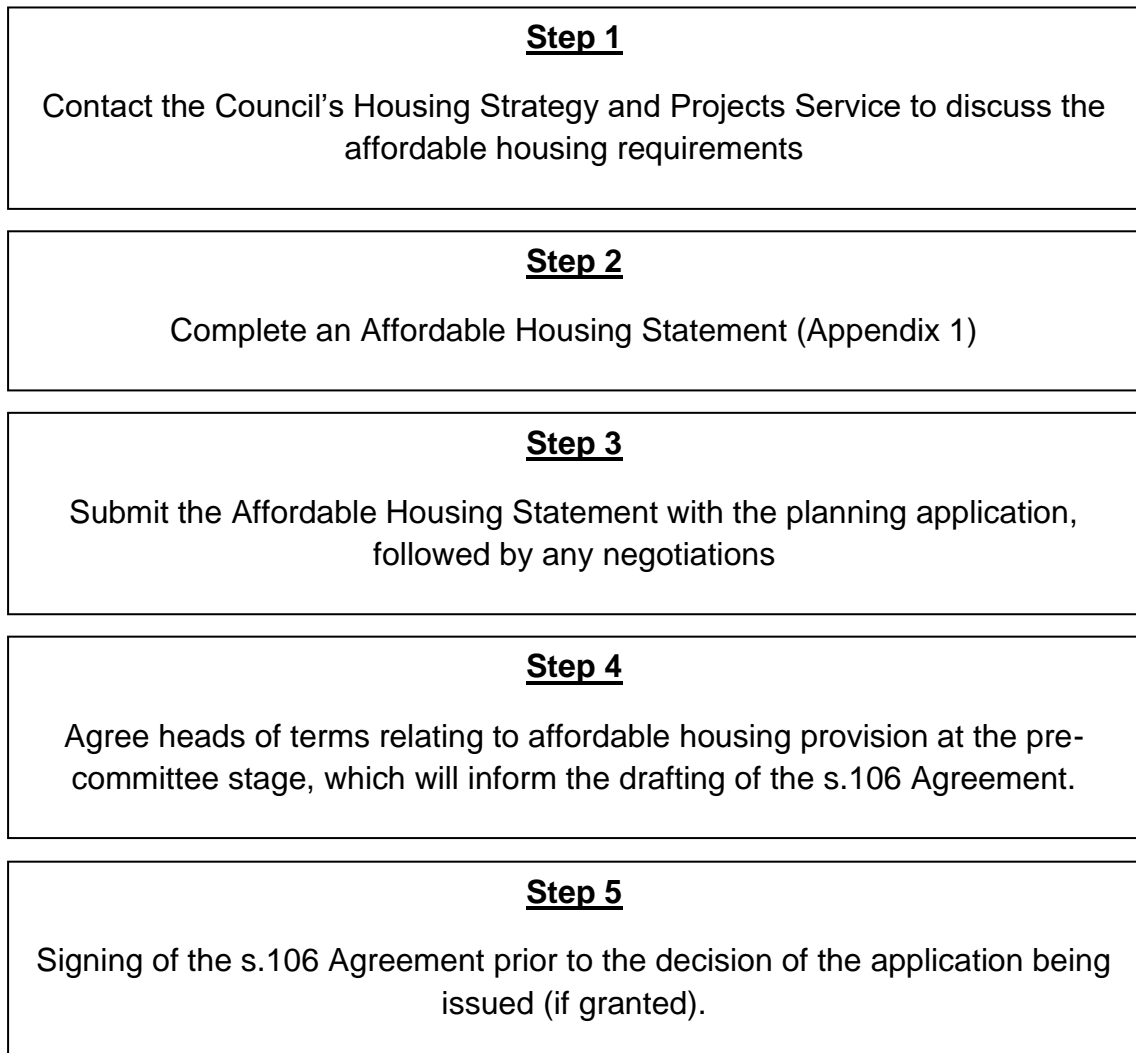 Step 1
Contact the Council’s Housing Strategy and Projects Service to discuss the
affordable housing requirements
Step 2
Complete an Affordable Housing Statement (Appendix 1)
Step 3
Submit the Affordable Housing Statement with the planning application,
followed by any negotiations
Step 4
Agree heads of terms relating to affordable housing provision at the pre-
committee stage, which will inform the drafting of the s.106 Agreement.
Step 5
Signing of the s.106 Agreement prior to the decision of the application being
issued (if granted).